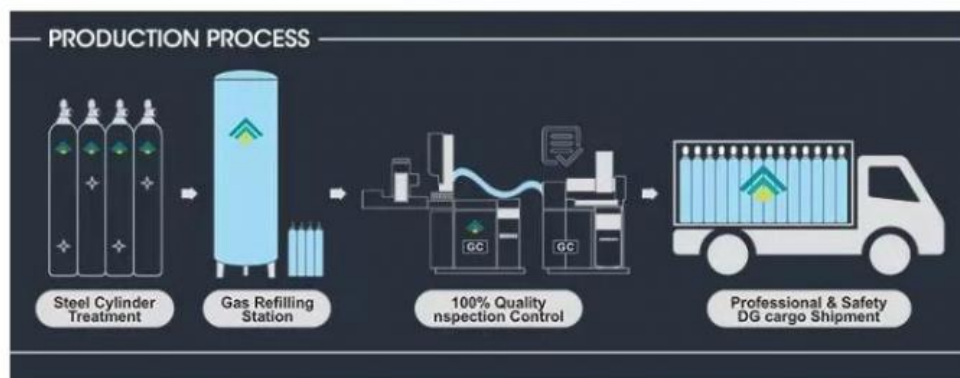 PRODUCTION PROCESS
GC
GC
Steel Cylinder
Treatment
Gas Refilling
Station
100% Quality
nspection Control
Professional & Safety
DG cargo Shipment